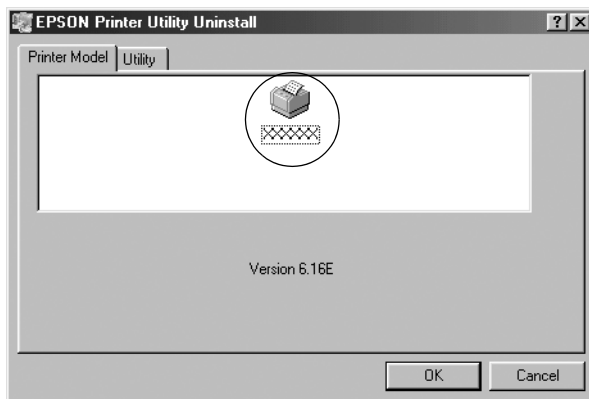 EPSON Printer Utility Uninstall
Printer Model
Utility
Version 6.16E
OK
Cancel